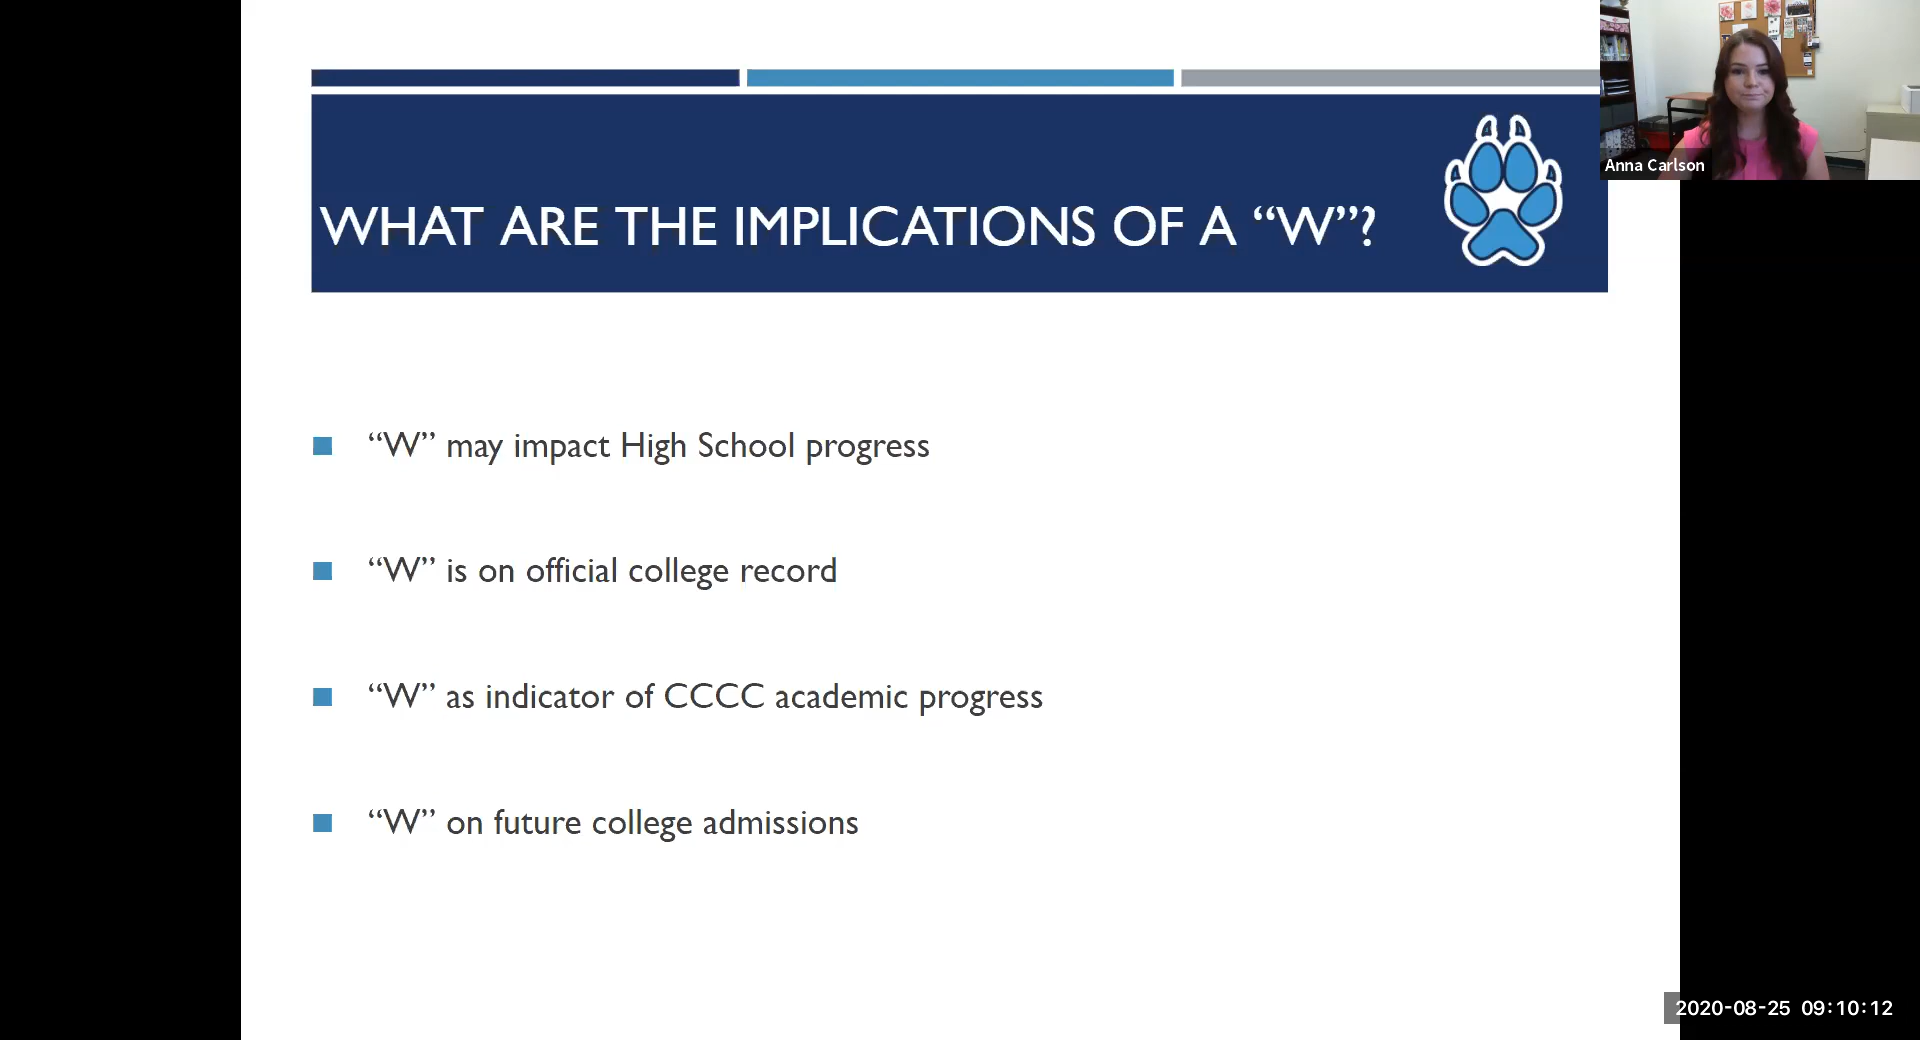 WHAT ARE THE IMPLICATIONS OF A “W”?
Anna Carlson
“W” may impact High School progress
“W” is on official college record
“W” as indicator of CCCC academic progress
“W” on future college admissions
2020-08-25 09:10:12